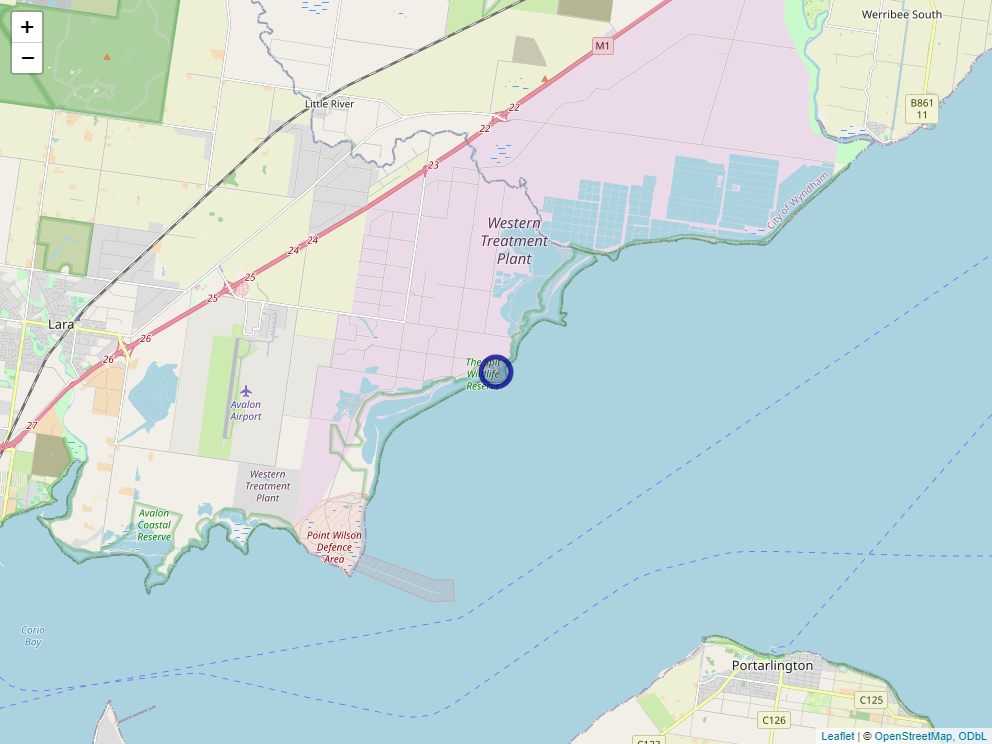 +
−
Werribee South
M1
B861
11
Little River
22
22
23
City of Wyndham
Western
Treatment
Plant
24
24
25
25
Lara
26
26
The Spit
Wildlife
Reserve
Avalon
Airport
27
Western
Treatment
Plant
Avalon
Coastal
Reserve
Point Wilson
Defence
Area
Corio
Bay
Portarlington
C125
C126
C123
Leaflet | © OpenStreetMap, ODbL